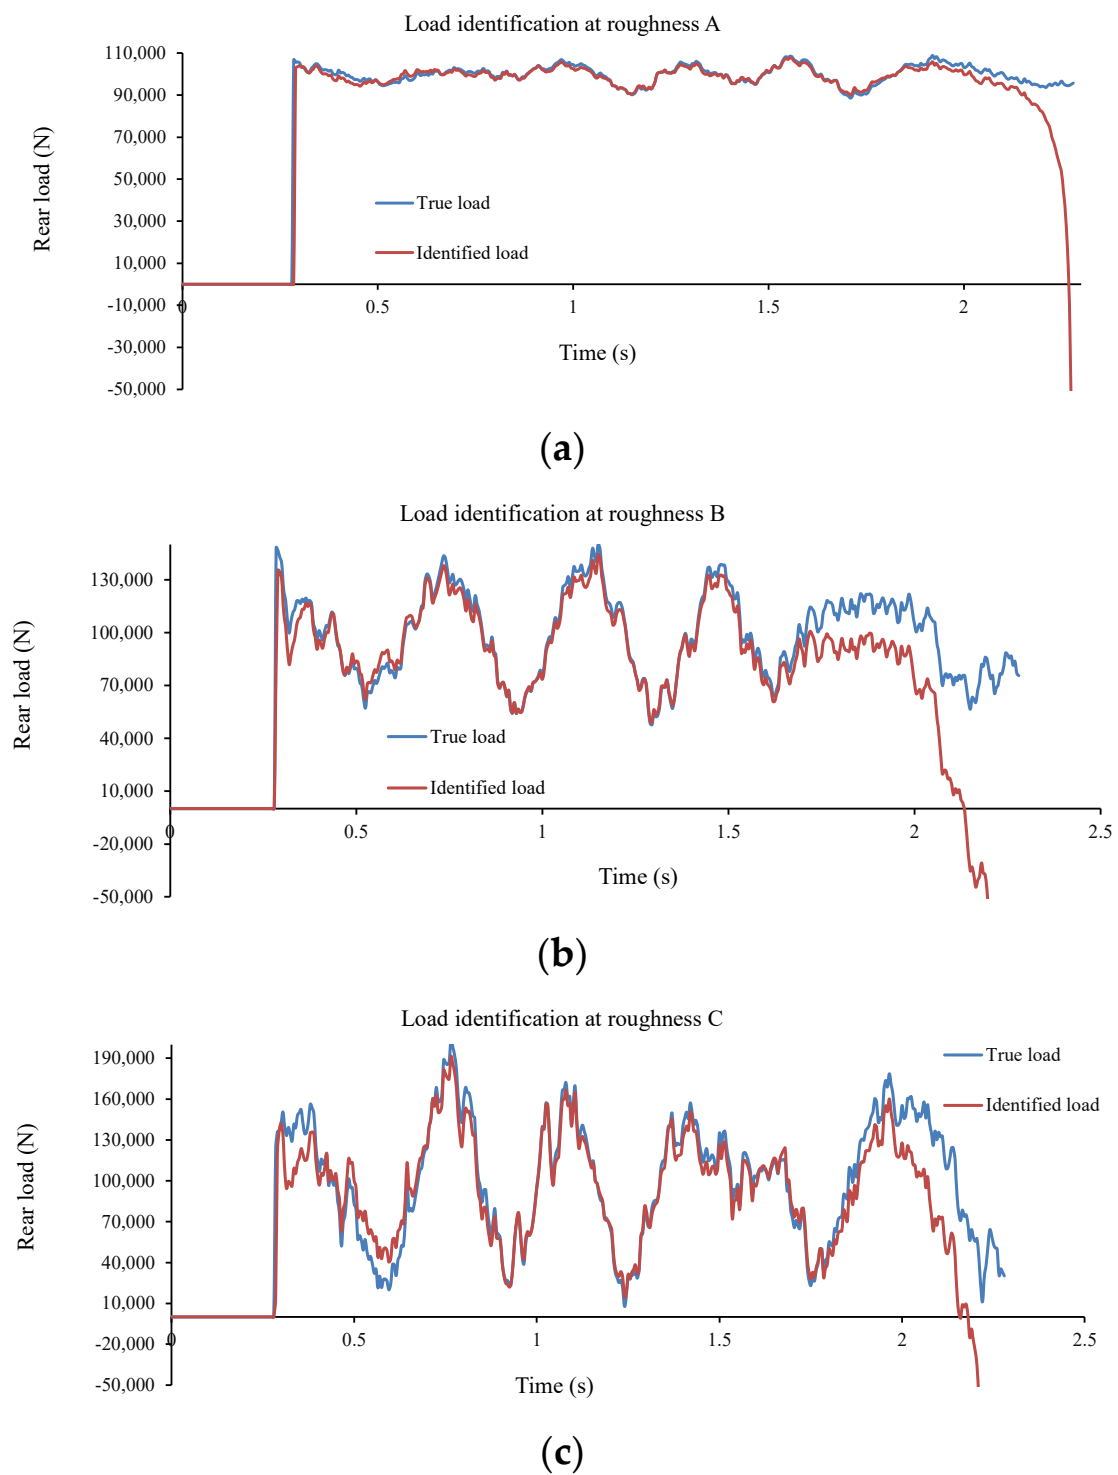 Load identification at roughness A
110,000
90,000
70,000
50,000
30,000
10,000
-10,000
-30,000
-50,000
Rear load (N)
True load
Identified load
0
0.5
1
1.5
2
Time (s)
(a)
Load identification at roughness B
130,000
100,000
70,000
40,000
10,000
-20,000
-50,000
Rear load (N)
True load
Identified load
0
0.5
1
1.5
2
2.5
Time (s)
(b)
Load identification at roughness C
190,000
160,000
130,000
100,000
70,000
40,000
10,000
-20,000
-50,000
Rear load (N)
True load
Identified load
0
0.5
1
1.5
2
2.5
Time (s)
(c)